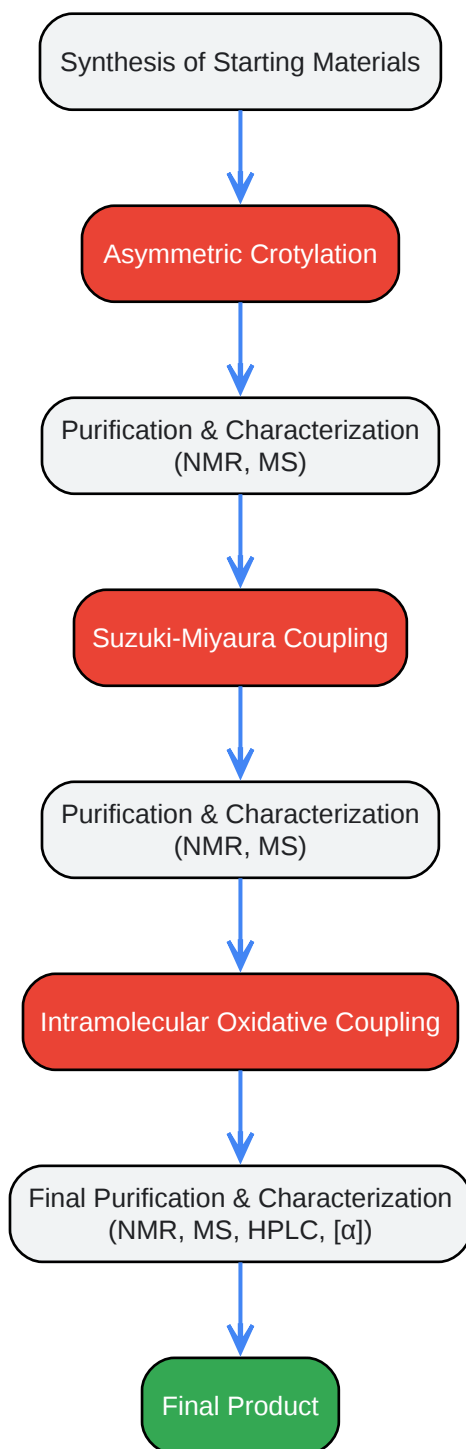 Synthesis of Starting Materials
Asymmetric Crotylation
Purification & Characterization
(NMR, MS)
Suzuki-Miyaura Coupling
Purification & Characterization
(NMR, MS)
Intramolecular Oxidative Coupling
Final Purification & Characterization
(NMR, MS, HPLC, [α])
Final Product